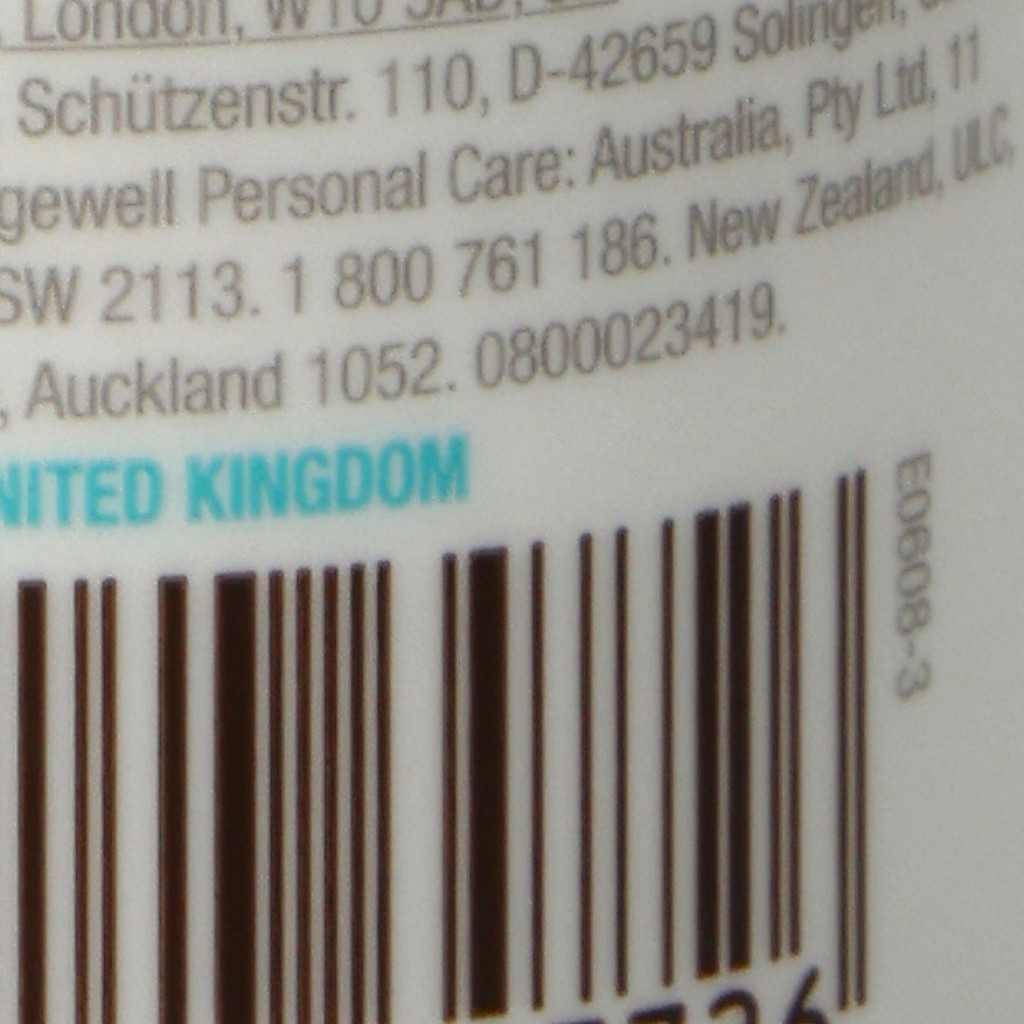 London, W10
Schützenstr. 110, D-42659 Solingen,
gewell Personal Care: Australia, Pty Ltd, 11
SW 2113. 1 800 761 186. New Zealand, ULC,
, Auckland 1052. 0800023419.
NITED KINGDOM
E0608-3